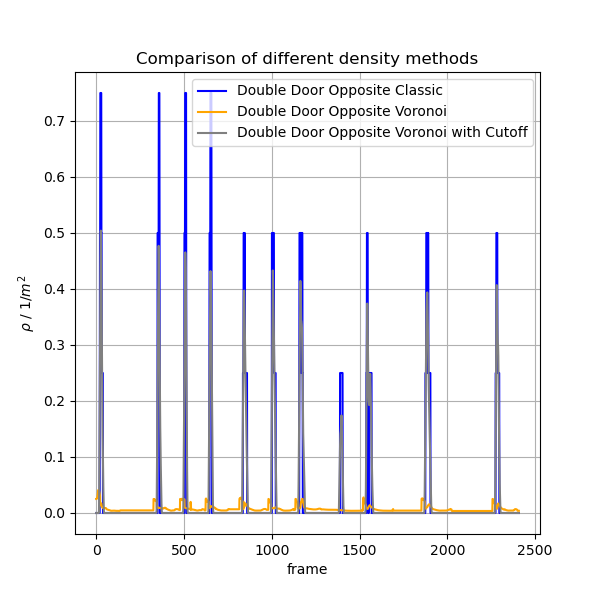 Comparison of different density methods
Double Door Opposite Classic
Double Door Opposite Voronoi
Double Door Opposite Voronoi with Cutoff
0.7
0.6
0.5
0.4
0.3
0.2
0.1
0.0
ρ / 1/m²
0 500 1000 1500 2000 2500
frame